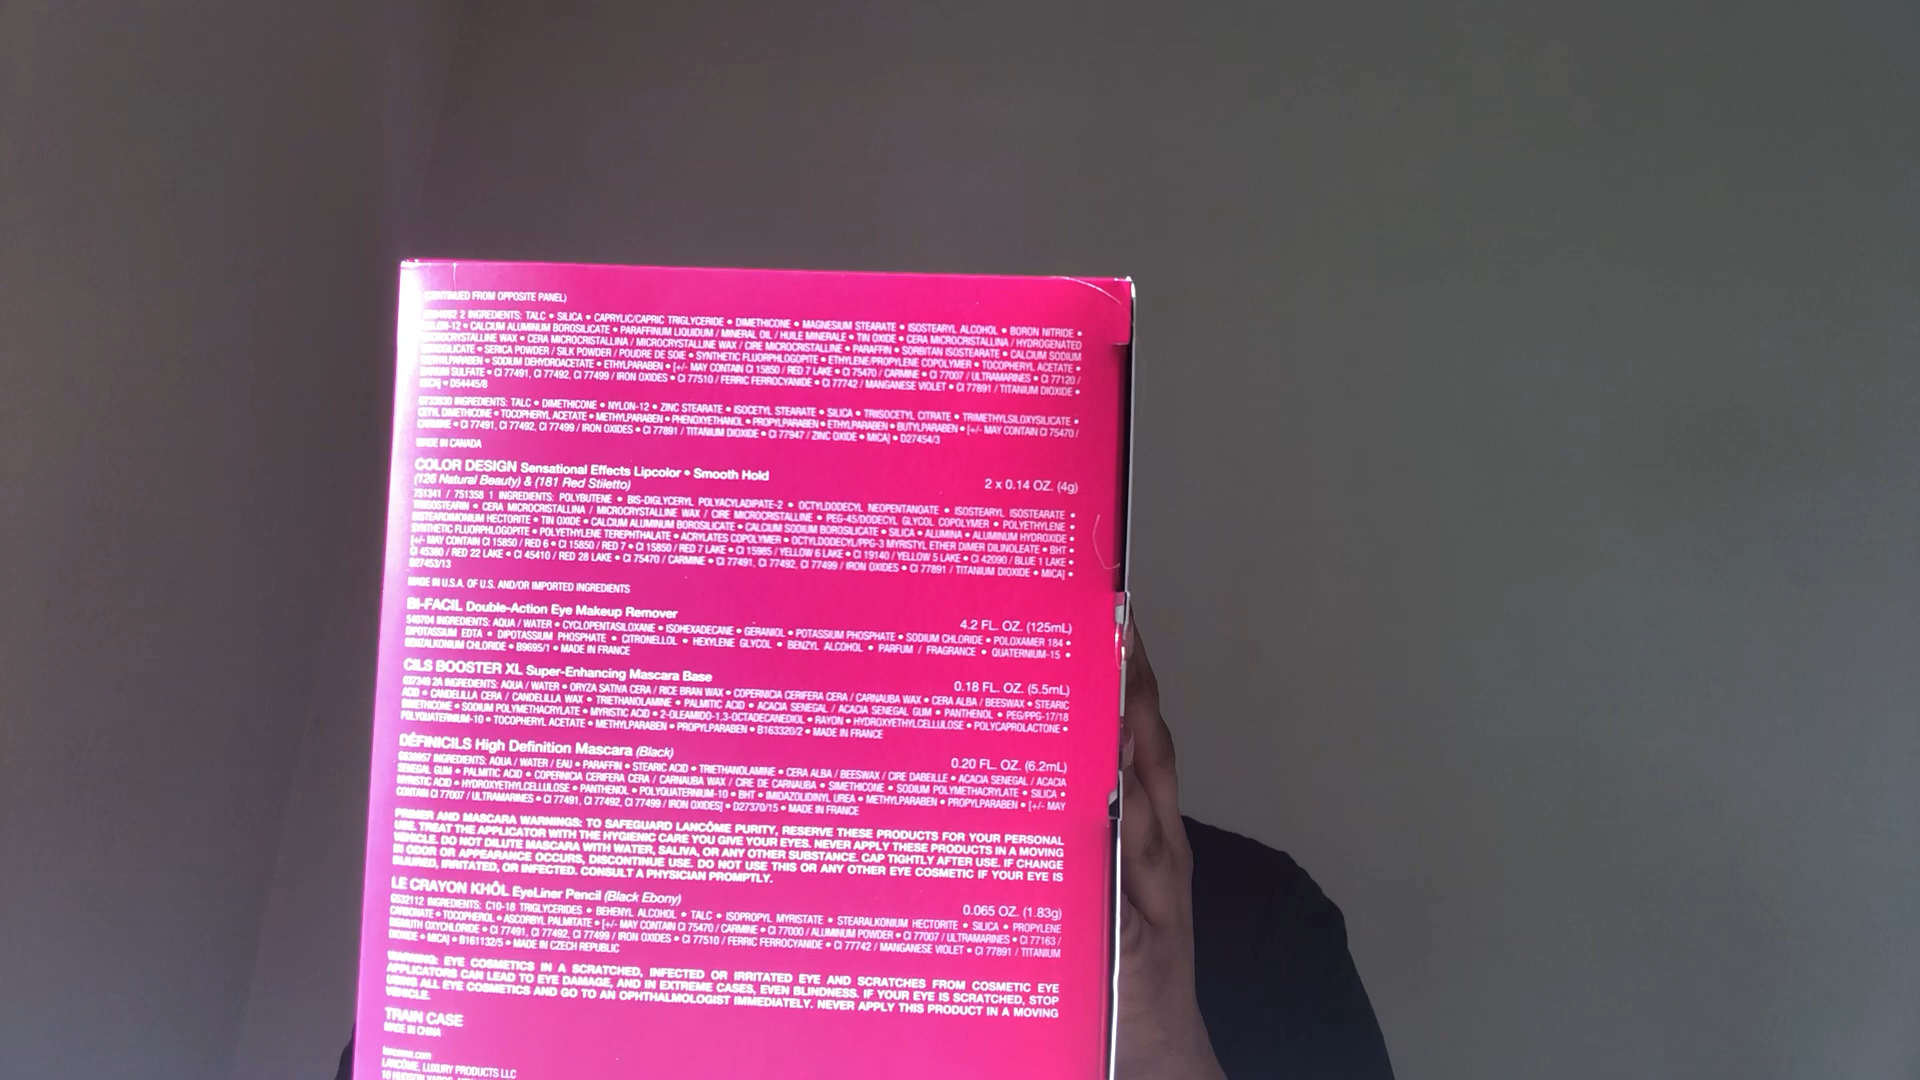 (CONTINUED FROM OPPOSITE PANEL)
2 INGREDIENTS: TALC • SILICA • CAPRYLIC/CAPRIC TRIGLYCERIDE • DIMETHICONE • MAGNESIUM STEARATE • ISOSTEARYL ALCOHOL • BORON NITRIDE •
NYLON-12 • CALCIUM ALUMINUM BOROSILICATE • PARAFFINUM LIQUIDUM / MINERAL OIL / HUILE MINERALE • TIN OXIDE • CERA MICROCRISTALLINA / HYDROGENATED
MICROCRYSTALLINE WAX • CERA MICROCRISTALLINA / MICROCRYSTALLINE WAX / CIRE MICROCRISTALLINE • PARAFFIN • SORBITAN ISOSTEARATE • CALCIUM SODIUM
BOROSILICATE • SERICA POWDER / SILK POWDER / POUDRE DE SOIE • SYNTHETIC FLUORPHLOGOPITE • ETHYLENE/PROPYLENE COPOLYMER • TOCOPHERYL ACETATE •
METHYLPARABEN • SODIUM DEHYDROACETATE • ETHYLPARABEN • [+/- MAY CONTAIN CI 15850 / RED 7 LAKE • CI 75470 / CARMINE • CI 77007 / ULTRAMARINES • CI 77120 /
BARIUM SULFATE • CI 77491, CI 77492, CI 77499 / IRON OXIDES • CI 77510 / FERRIC FERROCYANIDE • CI 77742 / MANGANESE VIOLET • CI 77891 / TITANIUM DIOXIDE •
MICA] • D54445/8
G733830 INGREDIENTS: TALC • DIMETHICONE • NYLON-12 • ZINC STEARATE • ISOCETYL STEARATE • SILICA • TRIISOCETYL CITRATE • TRIMETHYLSILOXYSILICATE •
CETYL DIMETHICONE • TOCOPHERYL ACETATE • METHYLPARABEN • PHENOXYETHANOL • PROPYLPARABEN • ETHYLPARABEN • BUTYLPARABEN • [+/- MAY CONTAIN CI 75470 /
CARMINE • CI 77491, CI 77492, CI 77499 / IRON OXIDES • CI 77891 / TITANIUM DIOXIDE • CI 77947 / ZINC OXIDE • MICA] • D27454/3
MADE IN CANADA
COLOR DESIGN Sensational Effects Lipcolor • Smooth Hold
(126 Natural Beauty) & (181 Red Stiletto) 2 x 0.14 OZ. (4g)
751341 / 751358 1 INGREDIENTS: POLYBUTENE • BIS-DIGLYCERYL POLYACYLADIPATE-2 • OCTYLDODECYL NEOPENTANOATE • ISOSTEARYL ISOSTEARATE •
TRIISOSTEARIN • CERA MICROCRISTALLINA / MICROCRYSTALLINE WAX / CIRE MICROCRISTALLINE • PEG-45/DODECYL GLYCOL COPOLYMER • POLYETHYLENE •
DISTEARDIMONIUM HECTORITE • TIN OXIDE • CALCIUM ALUMINUM BOROSILICATE • CALCIUM SODIUM BOROSILICATE • SILICA • ALUMINA • ALUMINUM HYDROXIDE •
SYNTHETIC FLUORPHLOGOPITE • POLYETHYLENE TEREPHTHALATE • ACRYLATES COPOLYMER • OCTYLDODECYL/PPG-3 MYRISTYL ETHER DIMER DILINOLEATE • BHT •
[+/- MAY CONTAIN CI 15850 / RED 6 • CI 15850 / RED 7 • CI 15850 / RED 7 LAKE • CI 15985 / YELLOW 6 LAKE • CI 19140 / YELLOW 5 LAKE • CI 42090 / BLUE 1 LAKE •
CI 45380 / RED 22 LAKE • CI 45410 / RED 28 LAKE • CI 75470 / CARMINE • CI 77491, CI 77492, CI 77499 / IRON OXIDES • CI 77891 / TITANIUM DIOXIDE • MICA] •
B27453/13
MADE IN U.S.A. OF U.S. AND/OR IMPORTED INGREDIENTS
BI-FACIL Double-Action Eye Makeup Remover 4.2 FL. OZ. (125mL)
540704 INGREDIENTS: AQUA / WATER • CYCLOPENTASILOXANE • ISOHEXADECANE • GERANIOL • POTASSIUM PHOSPHATE • SODIUM CHLORIDE • POLOXAMER 184 •
DIPOTASSIUM EDTA • DIPOTASSIUM PHOSPHATE • CITRONELLOL • HEXYLENE GLYCOL • BENZYL ALCOHOL • PARFUM / FRAGRANCE • QUATERNIUM-15 •
BENZALKONIUM CHLORIDE • B9695/1 • MADE IN FRANCE
CILS BOOSTER XL Super-Enhancing Mascara Base 0.18 FL. OZ. (5.5mL)
637349 2A INGREDIENTS: AQUA / WATER • ORYZA SATIVA CERA / RICE BRAN WAX • COPERNICIA CERIFERA CERA / CARNAUBA WAX • CERA ALBA / BEESWAX • STEARIC
ACID • CANDELILLA CERA / CANDELILLA WAX • TRIETHANOLAMINE • PALMITIC ACID • ACACIA SENEGAL / ACACIA SENEGAL GUM • PANTHENOL • PEG/PPG-17/18
DIMETHICONE • SODIUM POLYMETHACRYLATE • MYRISTIC ACID • 2-OLEAMIDO-1,3-OCTADECANEDIOL • RAYON • HYDROXYETHYLCELLULOSE • POLYCAPROLACTONE •
POLYQUATERNIUM-10 • TOCOPHERYL ACETATE • METHYLPARABEN • PROPYLPARABEN • B163320/2 • MADE IN FRANCE
DÉFINICILS High Definition Mascara (Black) 0.20 FL. OZ. (6.2mL)
INGREDIENTS: AQUA / WATER / EAU • PARAFFIN • STEARIC ACID • TRIETHANOLAMINE • CERA ALBA / BEESWAX / CIRE DABEILLE • ACACIA SENEGAL / ACACIA
SENEGAL GUM • PALMITIC ACID • COPERNICIA CERIFERA CERA / CARNAUBA WAX / CIRE DE CARNAUBA • SIMETHICONE • SODIUM POLYMETHACRYLATE • SILICA •
MYRISTIC ACID • HYDROXYETHYLCELLULOSE • PANTHENOL • POLYQUATERNIUM-10 • BHT • IMIDAZOLIDINYL UREA • METHYLPARABEN • PROPYLPARABEN • [+/- MAY
CONTAIN CI 77007 / ULTRAMARINES • CI 77491, CI 77492, CI 77499 / IRON OXIDES] • D27370/15 • MADE IN FRANCE
PRIMER AND MASCARA WARNINGS: TO SAFEGUARD LANCÔME PURITY, RESERVE THESE PRODUCTS FOR YOUR PERSONAL
USE. TREAT THE APPLICATOR WITH THE HYGIENIC CARE YOU GIVE YOUR EYES. NEVER APPLY THESE PRODUCTS IN A MOVING
VEHICLE. DO NOT DILUTE MASCARA WITH WATER, SALIVA, OR ANY OTHER SUBSTANCE. CAP TIGHTLY AFTER USE. IF CHANGE
IN ODOR OR APPEARANCE OCCURS, DISCONTINUE USE. DO NOT USE THIS OR ANY OTHER EYE COSMETIC IF YOUR EYE IS
INJURED, IRRITATED, OR INFECTED. CONSULT A PHYSICIAN PROMPTLY.
LE CRAYON KHÔL EyeLiner Pencil (Black Ebony) 0.065 OZ. (1.83g)
G532112 INGREDIENTS: C10-18 TRIGLYCERIDES • BEHENYL ALCOHOL • TALC • ISOPROPYL MYRISTATE • STEARALKONIUM HECTORITE • SILICA • PROPYLENE
CARBONATE • TOCOPHEROL • ASCORBYL PALMITATE • [+/- MAY CONTAIN CI 75470 / CARMINE • CI 77000 / ALUMINUM POWDER • CI 77007 / ULTRAMARINES • CI 77163 /
BISMUTH OXYCHLORIDE • CI 77491, CI 77492, CI 77499 / IRON OXIDES • CI 77510 / FERRIC FERROCYANIDE • CI 77742 / MANGANESE VIOLET • CI 77891 / TITANIUM
DIOXIDE • MICA] • B161132/5 • MADE IN CZECH REPUBLIC
WARNING: EYE COSMETICS IN A SCRATCHED, INFECTED OR IRRITATED EYE AND SCRATCHES FROM COSMETIC EYE
APPLICATORS CAN LEAD TO EYE DAMAGE, AND IN EXTREME CASES, EVEN BLINDNESS. IF YOUR EYE IS SCRATCHED, STOP
USING ALL EYE COSMETICS AND GO TO AN OPHTHALMOLOGIST IMMEDIATELY. NEVER APPLY THIS PRODUCT IN A MOVING
VEHICLE.
TRAIN CASE
MADE IN CHINA
lancome.com
LANCÔME, LUXURY PRODUCTS LLC